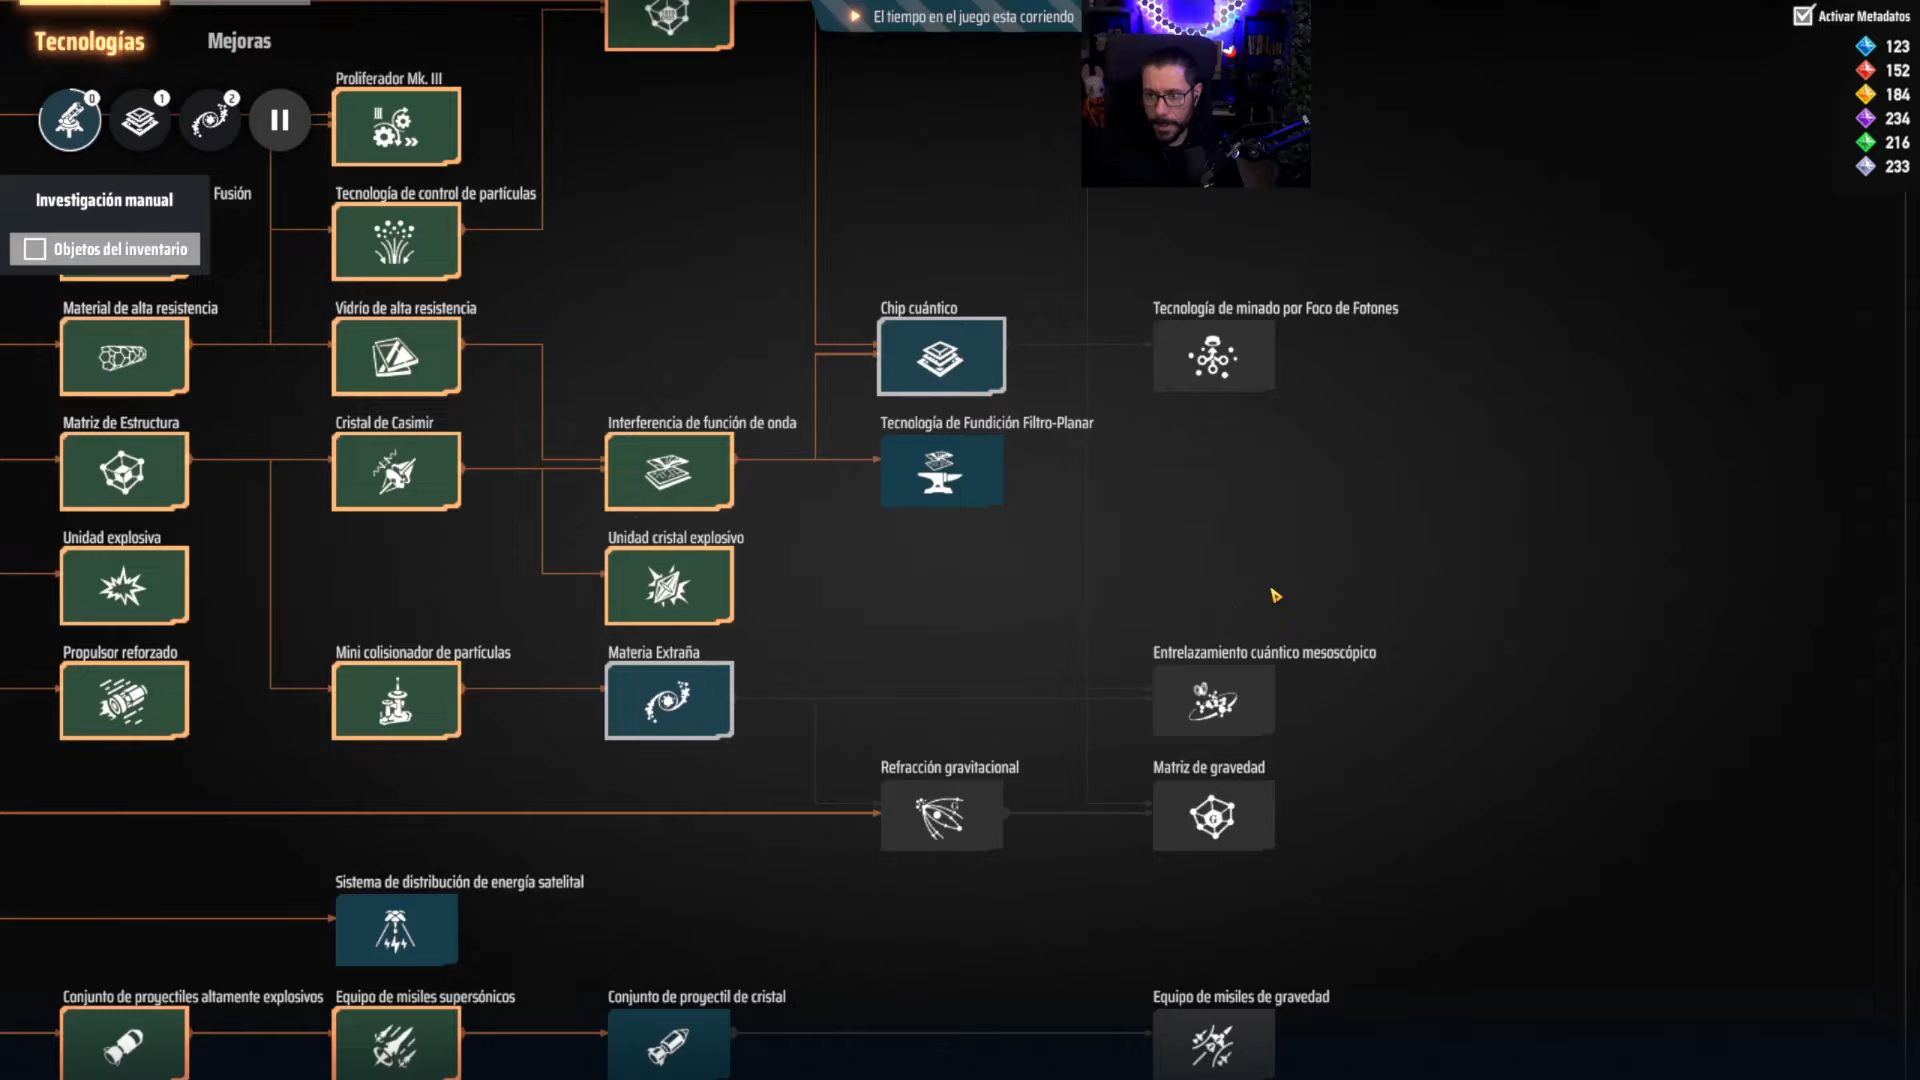 El tiempo en el juego esta corriendo
Activar Metadatos
Tecnologías
Mejoras
123
152
184
234
216
233
0
1
2
Proliferador Mk. III
III
Investigación manual
Fusión
Objetos del inventario
Tecnología de control de partículas
Material de alta resistencia
Vidrío de alta resistencia
Chip cuántico
Tecnología de minado por Foco de Fotones
Matriz de Estructura
Cristal de Casimir
Interferencia de función de onda
Tecnología de Fundición Filtro-Planar
Unidad explosiva
Unidad cristal explosivo
Propulsor reforzado
Mini colisionador de partículas
Materia Extraña
Entrelazamiento cuántico mesoscópico
Refracción gravitacional
Matriz de gravedad
G
G
Sistema de distribución de energía satelital
Conjunto de proyectiles altamente explosivos
Equipo de misiles supersónicos
Conjunto de proyectil de cristal
Equipo de misiles de gravedad